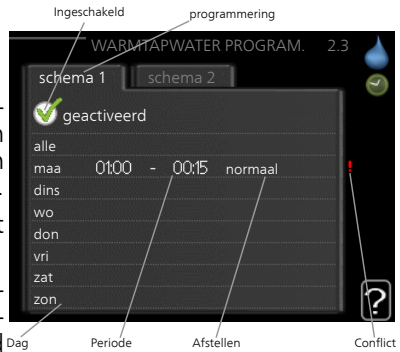 Ingeschakeld programmering
WARMTAPWATER PROGRAM. 2.3
schema 1 schema 2
geactiveerd
alle
maa 01:00 - 00:15 normaal !
dins
wo
don
vri
zat
zon
?
Dag Periode Afstellen Conflict